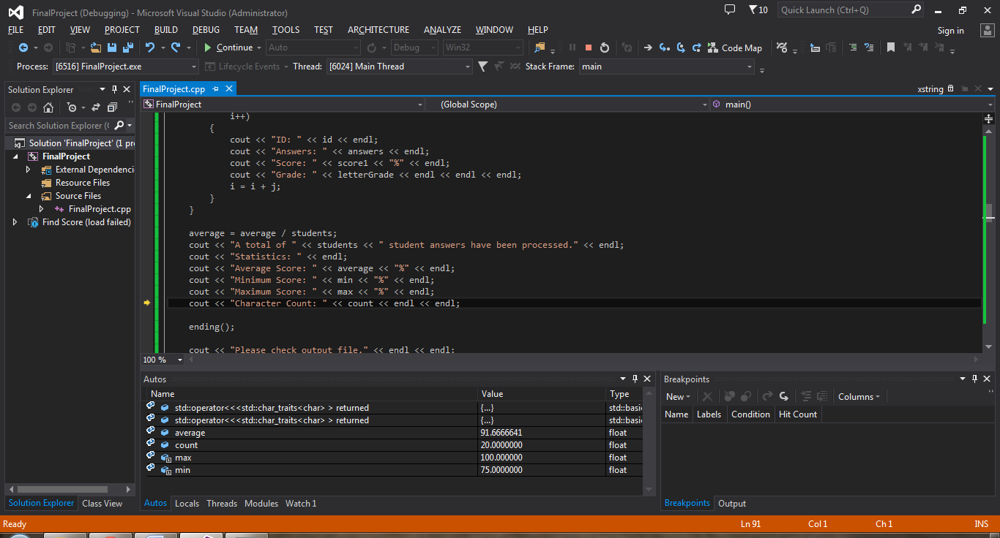 FinalProject (Debugging) - Microsoft Visual Studio (Administrator)
10
Quick Launch (Ctrl+Q)
FILE EDIT VIEW PROJECT BUILD DEBUG TEAM TOOLS TEST ARCHITECTURE ANALYZE WINDOW HELP
Sign in
Continue Auto Debug Win32 Code Map
Process: [6516] FinalProject.exe Lifecycle Events Thread: [6024] Main Thread Stack Frame: main
Solution Explorer
Search Solution Explorer (
Solution 'FinalProject' (1 pr
FinalProject
External Dependenci
Resource Files
Source Files
FinalProject.cpp
Find Score (load failed)
Solution Explorer Class View
FinalProject.cpp
xstring
FinalProject (Global Scope) main()
i++)
{
cout << "ID: " << id << endl;
cout << "Answers: " << answers << endl;
cout << "Score: " << score1 << "%" << endl;
cout << "Grade: " << letterGrade << endl << endl << endl;
i = i + j;
}
}
average = average / students;
cout << "A total of " << students << " student answers have been processed." << endl;
cout << "Statistics: " << endl;
cout << "Average Score: " << average << "%" << endl;
cout << "Minimum Score: " << min << "%" << endl;
cout << "Maximum Score: " << max << "%" << endl;
cout << "Character Count: " << count << endl << endl;
ending();
cout << "Please check output file." << endl << endl;
100 %
Autos
Name Value Type
std::operator<<<std::char_traits<char> > returned {...} std::basic
std::operator<<<std::char_traits<char> > returned {...} std::basic
average 91.6666641 float
count 20.0000000 float
max 100.000000 float
min 75.0000000 float
Autos Locals Threads Modules Watch 1
Breakpoints
New Columns
Name Labels Condition Hit Count
Breakpoints Output
Ready Ln 91 Col 1 Ch 1 INS